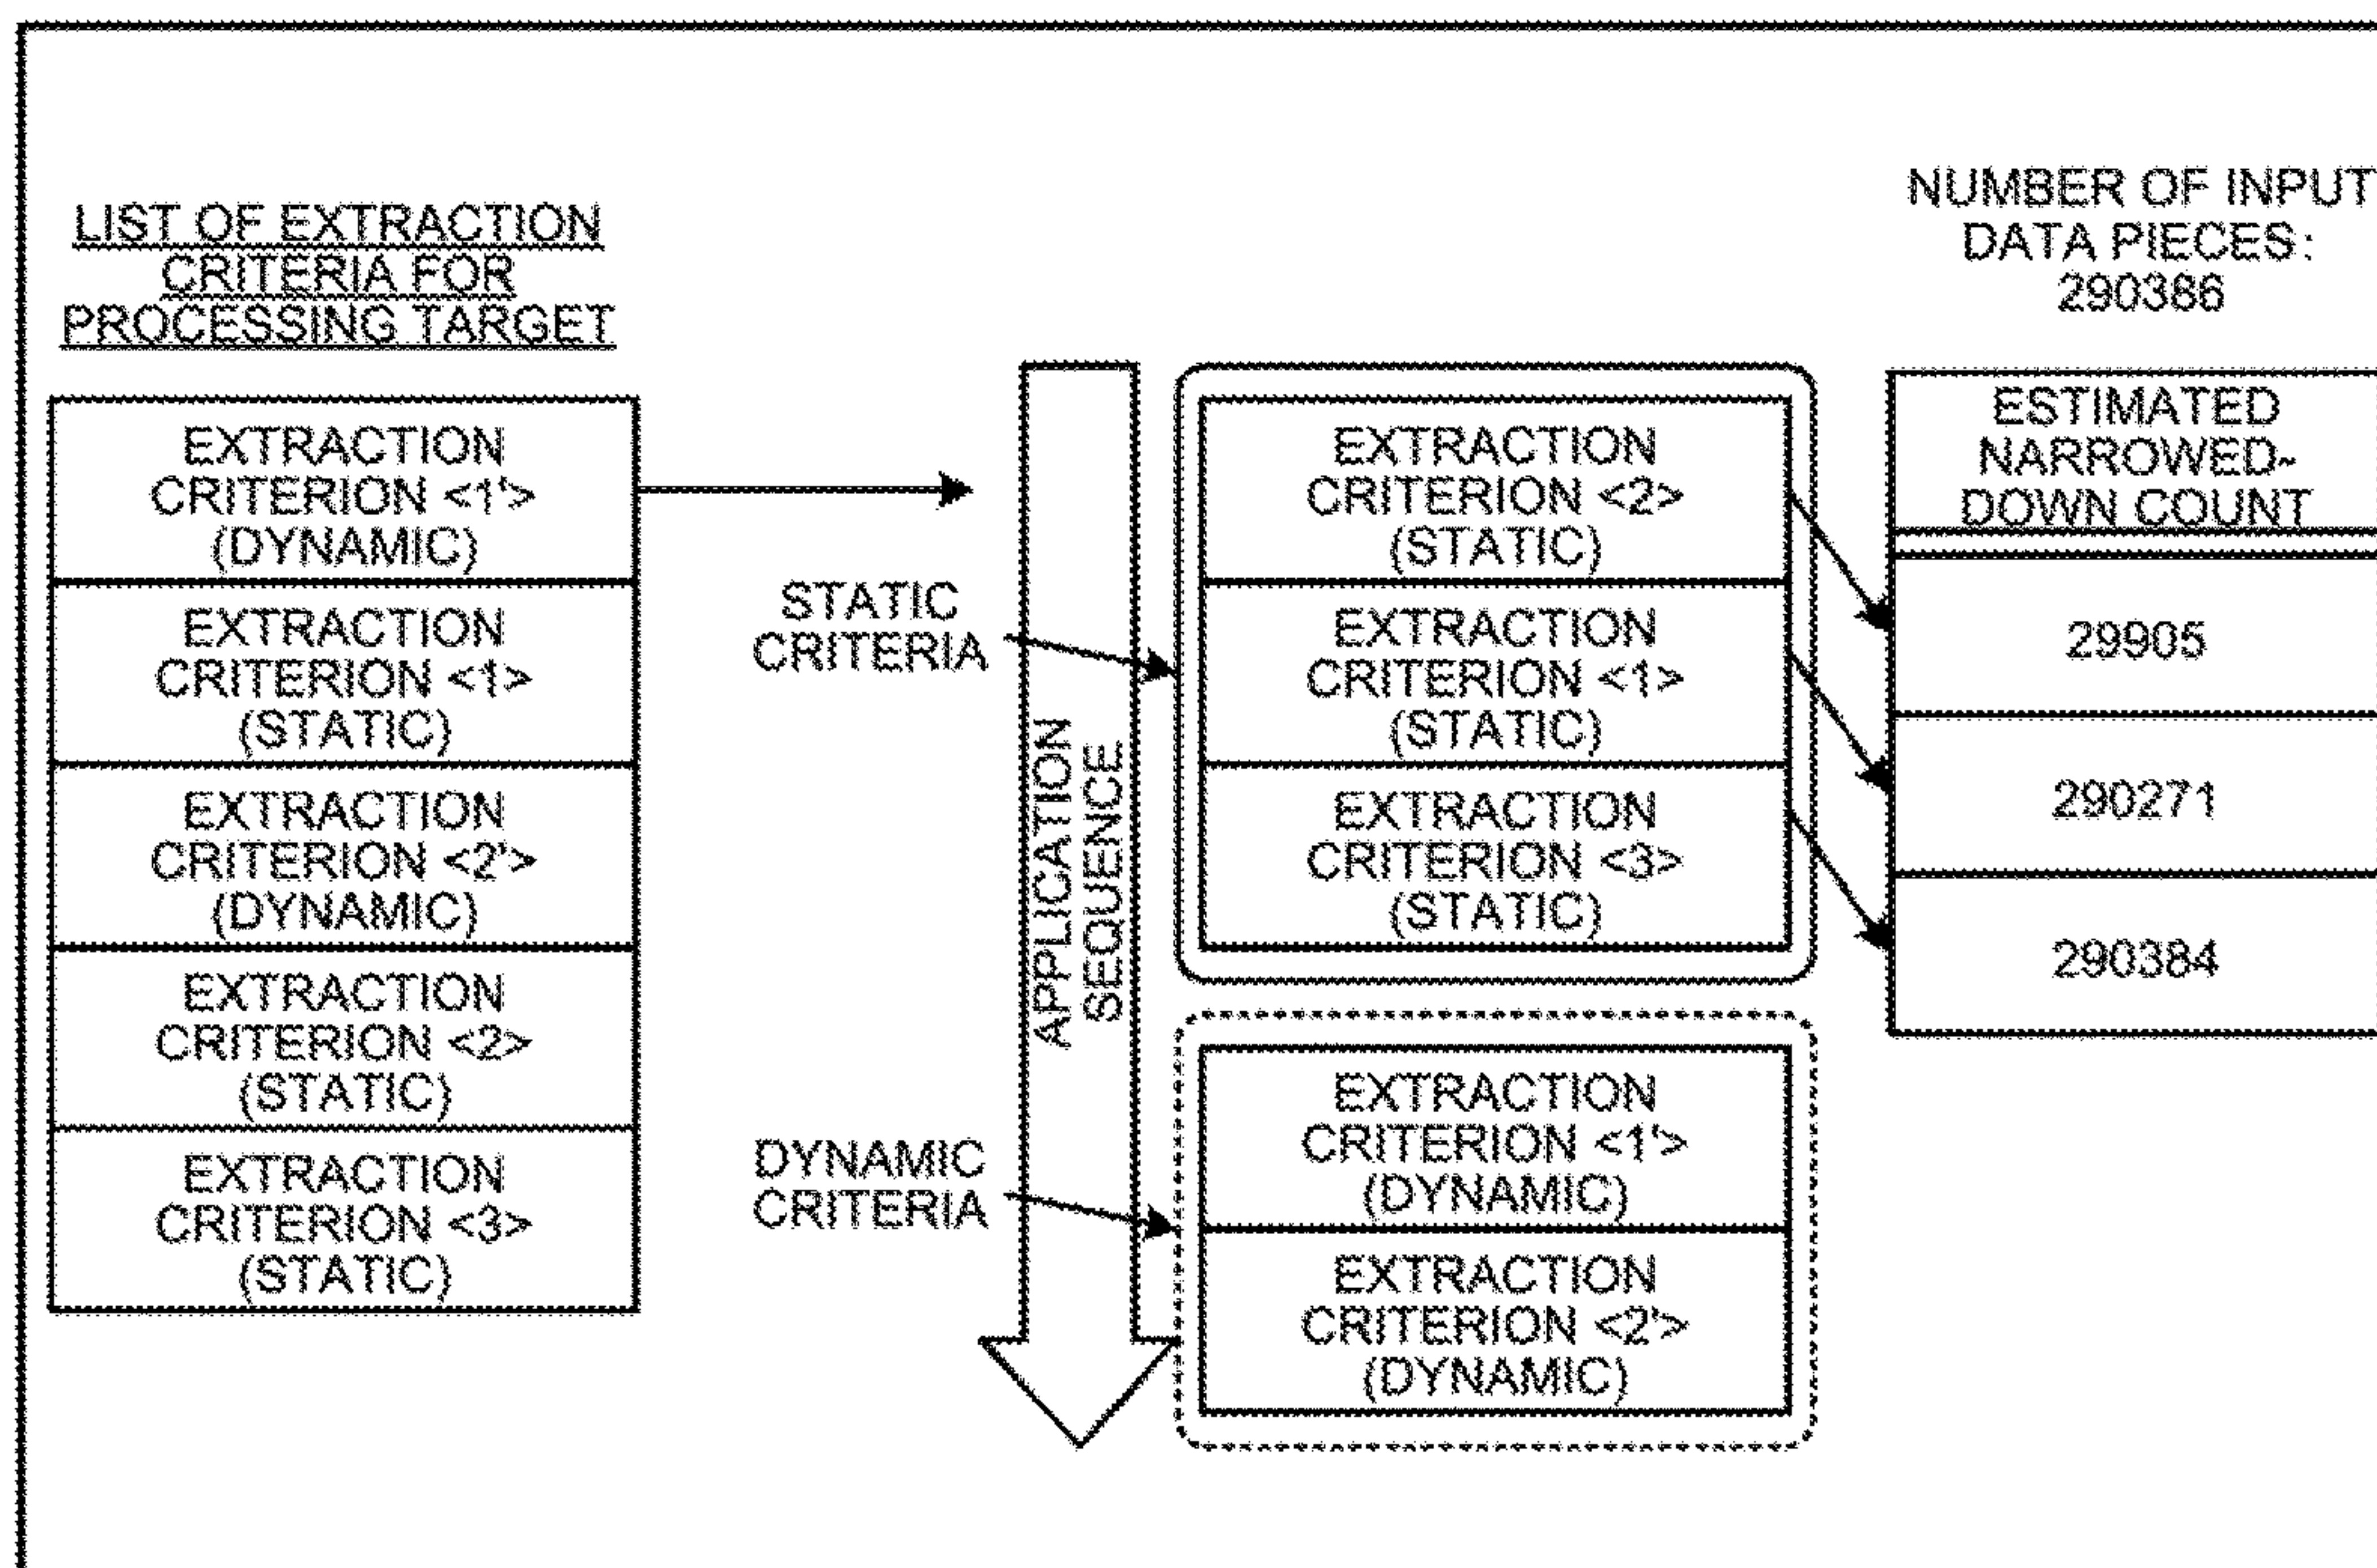 LIST OF EXTRACTION
CRITERIA FOR
PROCESSING TARGET
EXTRACTION
CRITERION <1'>
(DYNAMIC)
EXTRACTION
CRITERION <1>
(STATIC)
EXTRACTION
CRITERION <2'>
(DYNAMIC)
EXTRACTION
CRITERION <2>
(STATIC)
EXTRACTION
CRITERION <3>
(STATIC)
STATIC
CRITERIA
DYNAMIC
CRITERIA
APPLICATION
SEQUENCE
EXTRACTION
CRITERION <2>
(STATIC)
EXTRACTION
CRITERION <1>
(STATIC)
EXTRACTION
CRITERION <3>
(STATIC)
EXTRACTION
CRITERION <1'>
(DYNAMIC)
EXTRACTION
CRITERION <2'>
(DYNAMIC)
NUMBER OF INPUT
DATA PIECES:
290386
ESTIMATED
NARROWED-
DOWN COUNT
29905
290271
290384